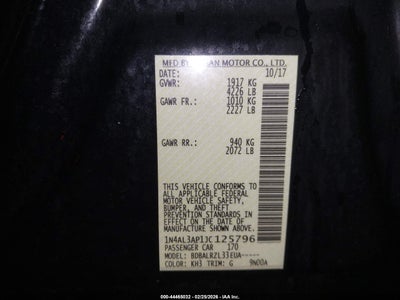 MFD BY NISSAN MOTOR CO., LTD.
DATE: 10/17
GVWR: 1917 KG
4226 LB
GAWR FR.: 1010 KG
2227 LB
GAWR RR.: 940 KG
2072 LB
THIS VEHICLE CONFORMS TO
ALL APPLICABLE FEDERAL
MOTOR VEHICLE SAFETY,
BUMPER, AND THEFT
PREVENTION STANDARDS
IN EFFECT ON THE DATE OF
MANUFACTURE SHOWN ABOVE.
1N4AL3AP1JC125796
PASSENGER CAR 170
MODEL: BDBALRZL33EUA-----
COLOR: KH3 TRIM: G 9N00A
ID: 000-44465032 - 02/25/2026 - IAAI